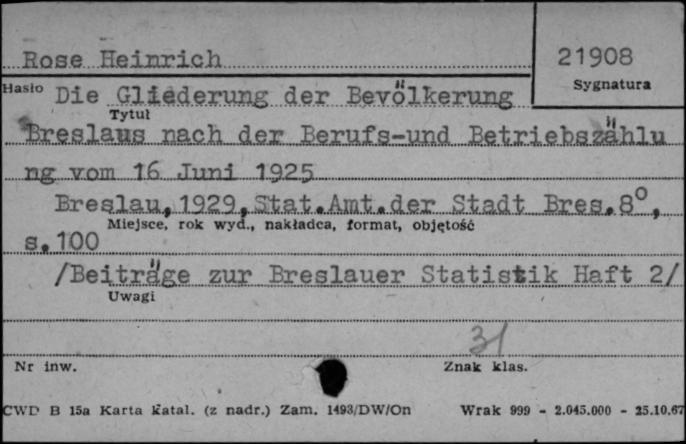 Rose Heinrich
21908
Hasło
Sygnatura
Die Gliederung der Bevölkerung
Tytuł
Breslaus nach der Berufs-und Betriebszählu
ng vom 16 Juni 1925
Breslau, 1929, Stat.Amt.der Stadt Bres.8°,
Miejsce, rok wyd., nakładca, format, objętość
s.100
/Beiträge zur Breslauer Statistik Haft 2/
Uwagi
31
Nr inw.
Znak klas.
CWD B 15a Karta katal. (z nadr.) Zam. 1493/DW/On
Wrak 999 - 2.045.000 - 25.10.67